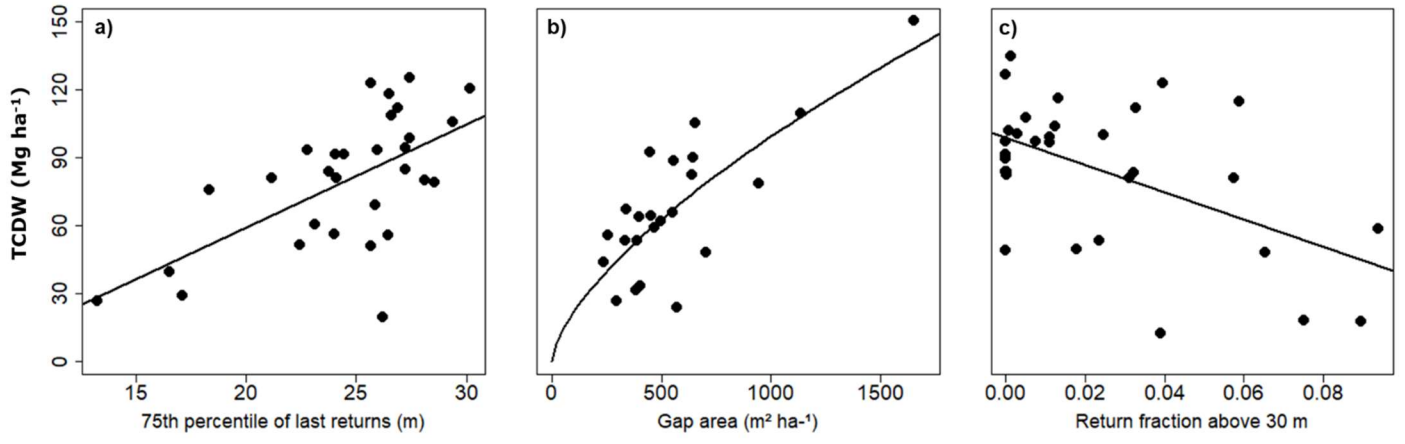 a)
b)
c)
TCDW (Mg ha⁻¹)
150
120
90
60
30
0
15 20 25 30
0 500 1000 1500
0.00 0.02 0.04 0.06 0.08
75th percentile of last returns (m)
Gap area (m² ha-¹)
Return fraction above 30 m